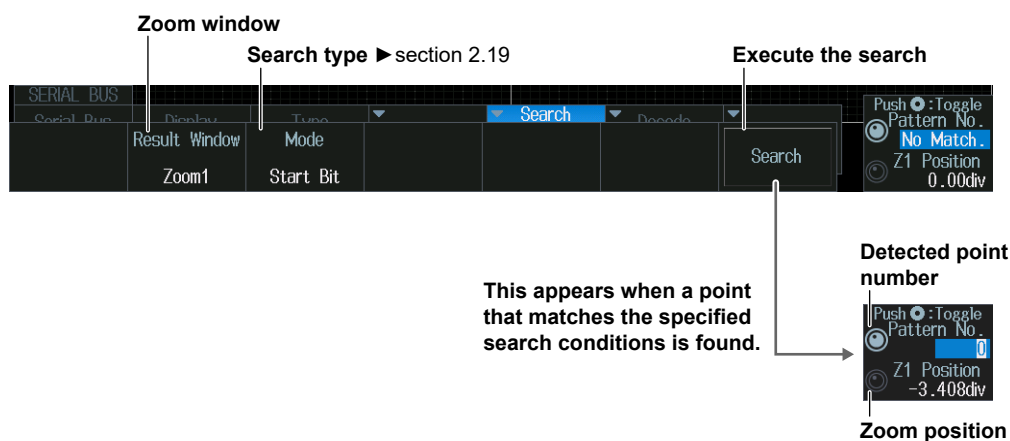 Zoom window
Search type ►section 2.19
Execute the search
SERIAL BUS
Serial Bus Display Type Search Decode
Result Window Mode
Zoom1 Start Bit
Search
Push :Toggle
Pattern No.
No Match.
Z1 Position
0.00div
This appears when a point
that matches the specified
search conditions is found.
Detected point
number
Push :Toggle
Pattern No.
0
Z1 Position
-3.408div
Zoom position